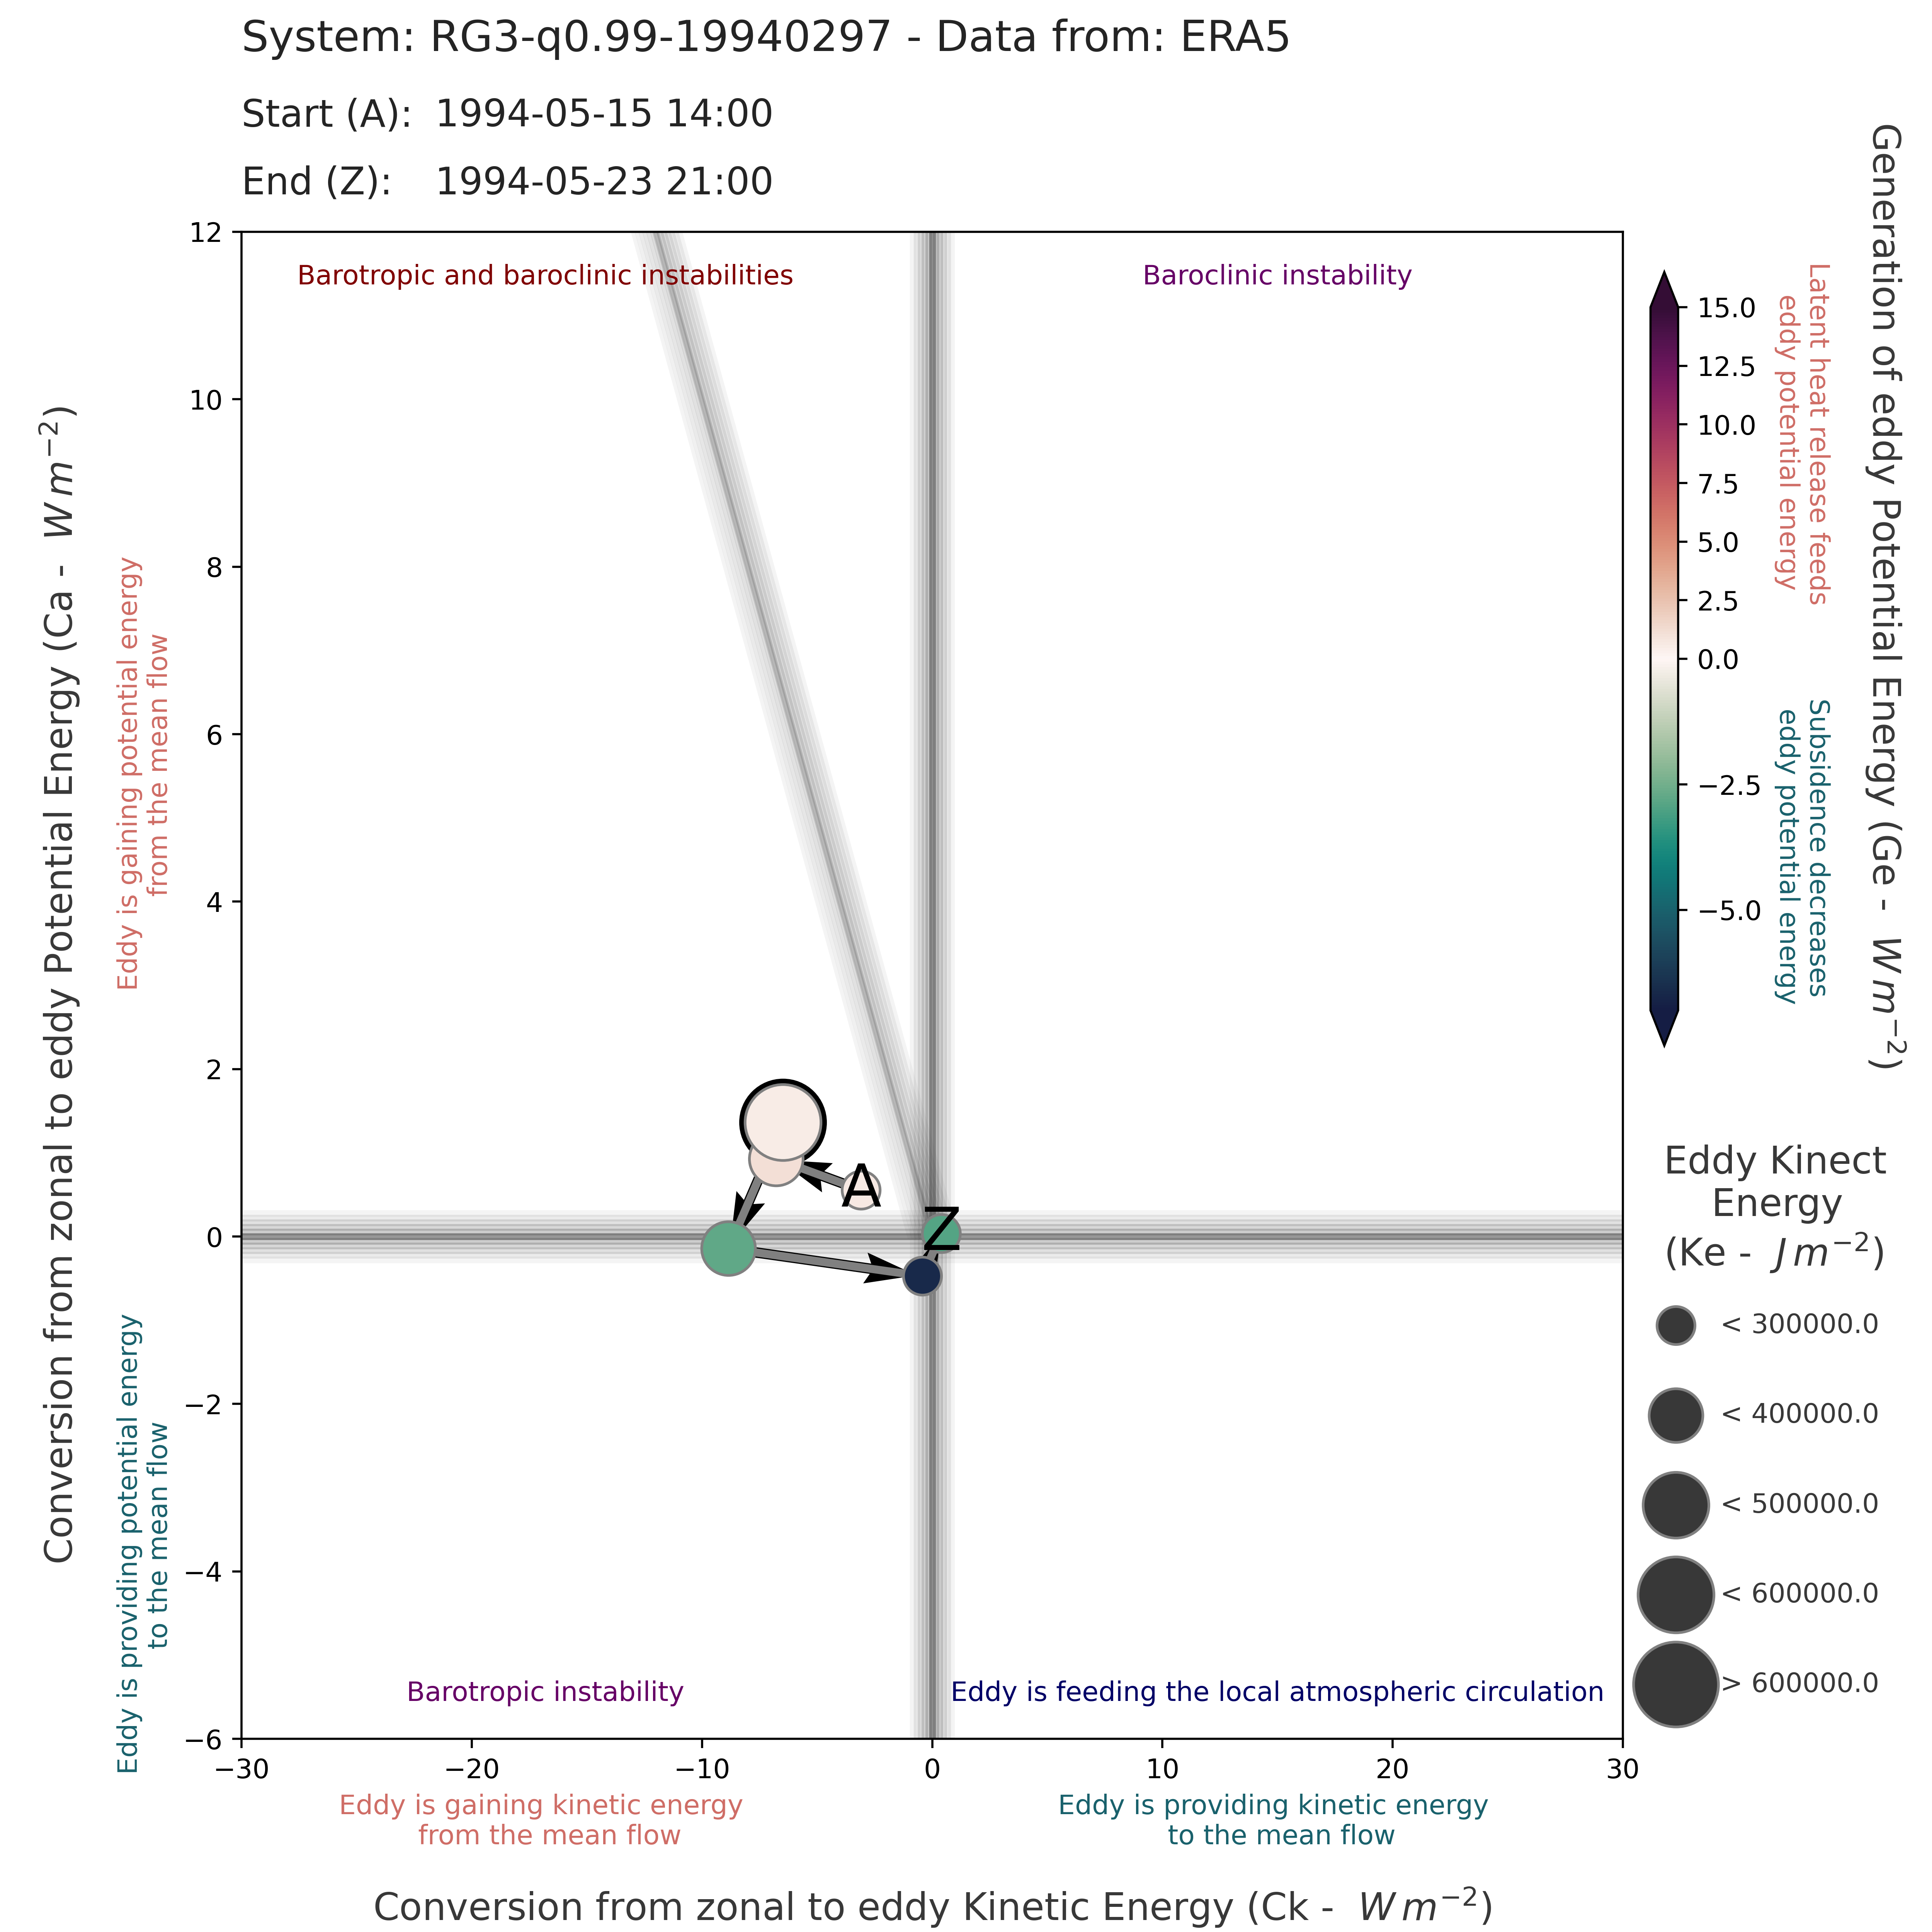 System: RG3-q0.99-19940297 - Data from: ERA5
Start (A): 1994-05-15 14:00
End (Z): 1994-05-23 21:00
Conversion from zonal to eddy Potential Energy (Ca - W m⁻²)
Eddy is gaining potential energy
from the mean flow
Eddy is providing potential energy
to the mean flow
12
10
8
6
4
2
0
−2
−4
−6
Barotropic and baroclinic instabilities
Baroclinic instability
A
Z
Barotropic instability
Eddy is feeding the local atmospheric circulation
−30
−20
−10
0
10
20
30
Eddy is gaining kinetic energy
from the mean flow
Eddy is providing kinetic energy
to the mean flow
Conversion from zonal to eddy Kinetic Energy (Ck - W m⁻²)
15.0
12.5
10.0
7.5
5.0
2.5
0.0
−2.5
−5.0
Latent heat release feeds
eddy potential energy
Subsidence decreases
eddy potential energy
Generation of eddy Potential Energy (Ge - W m⁻²)
Eddy Kinect
Energy
(Ke - J m⁻²)
< 300000.0
< 400000.0
< 500000.0
< 600000.0
> 600000.0